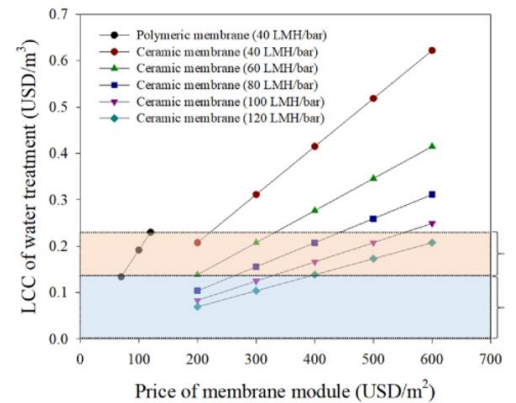 0.7
0.6
0.5
0.4
0.3
0.2
0.1
0.0
LCC of water treatment (USD/m³)
Polymeric membrane (40 LMH/bar)
Ceramic membrane (40 LMH/bar)
Ceramic membrane (60 LMH/bar)
Ceramic membrane (80 LMH/bar)
Ceramic membrane (100 LMH/bar)
Ceramic membrane (120 LMH/bar)
0 100 200 300 400 500 600 700
Price of membrane module (USD/m²)